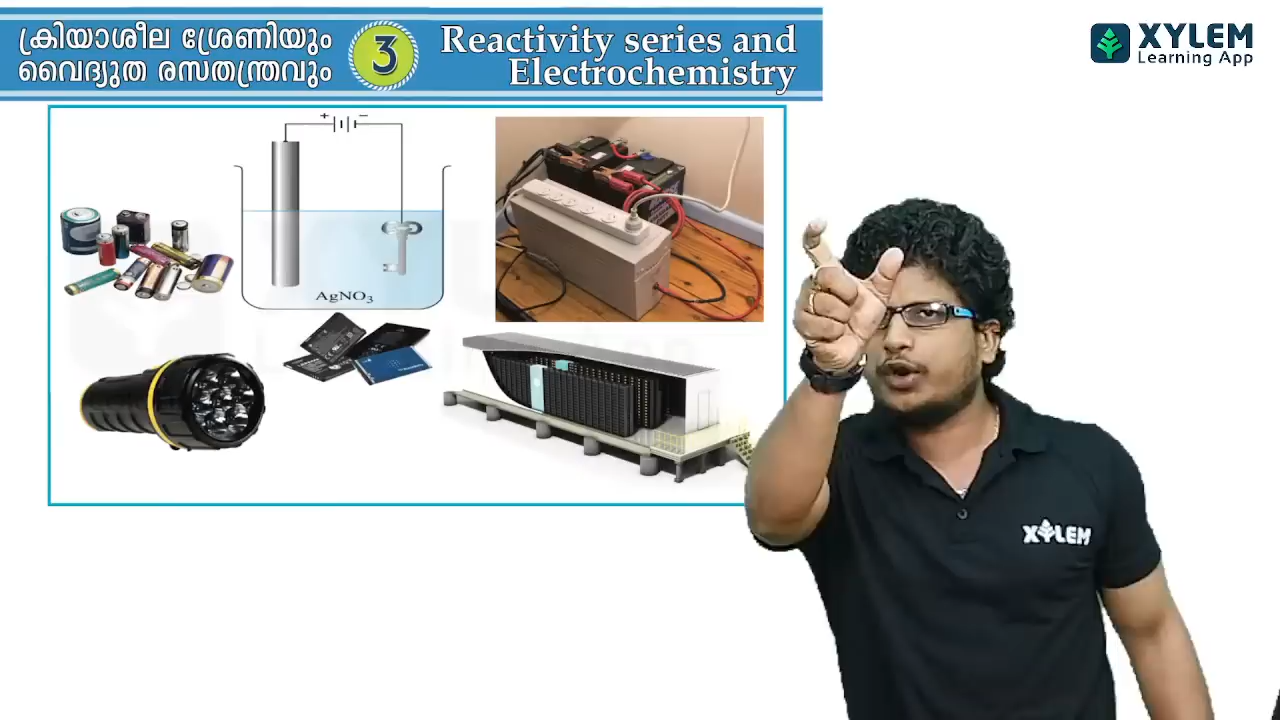 ക്രിയാശീല ശ്രേണിയും
വൈദ്യുത രസതന്ത്രവും
3
Reactivity series and
Electrochemistry
XYLEM
Learning App
+ −
AgNO₃
XYLEM